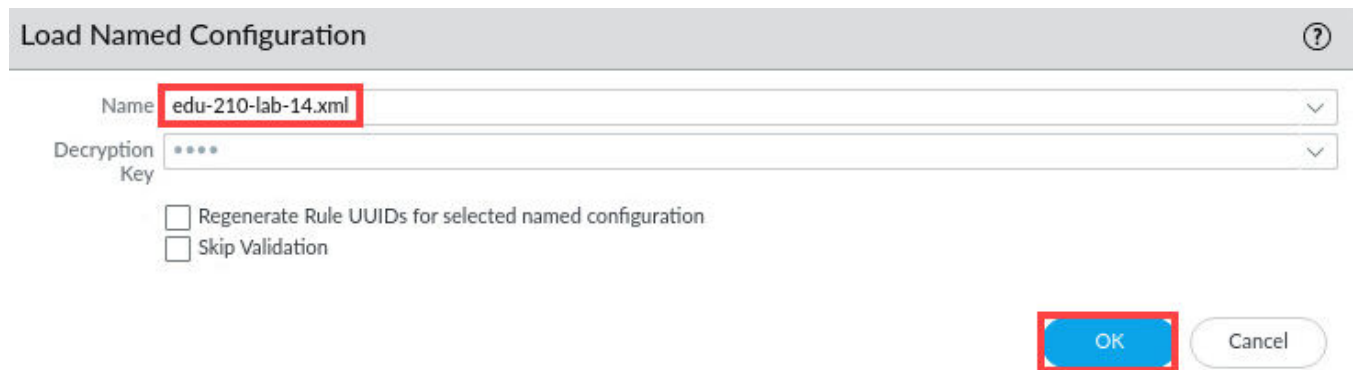 Load Named Configuration ?
Name edu-210-lab-14.xml
Decryption Key ••••
Regenerate Rule UUIDs for selected named configuration
Skip Validation
OK Cancel